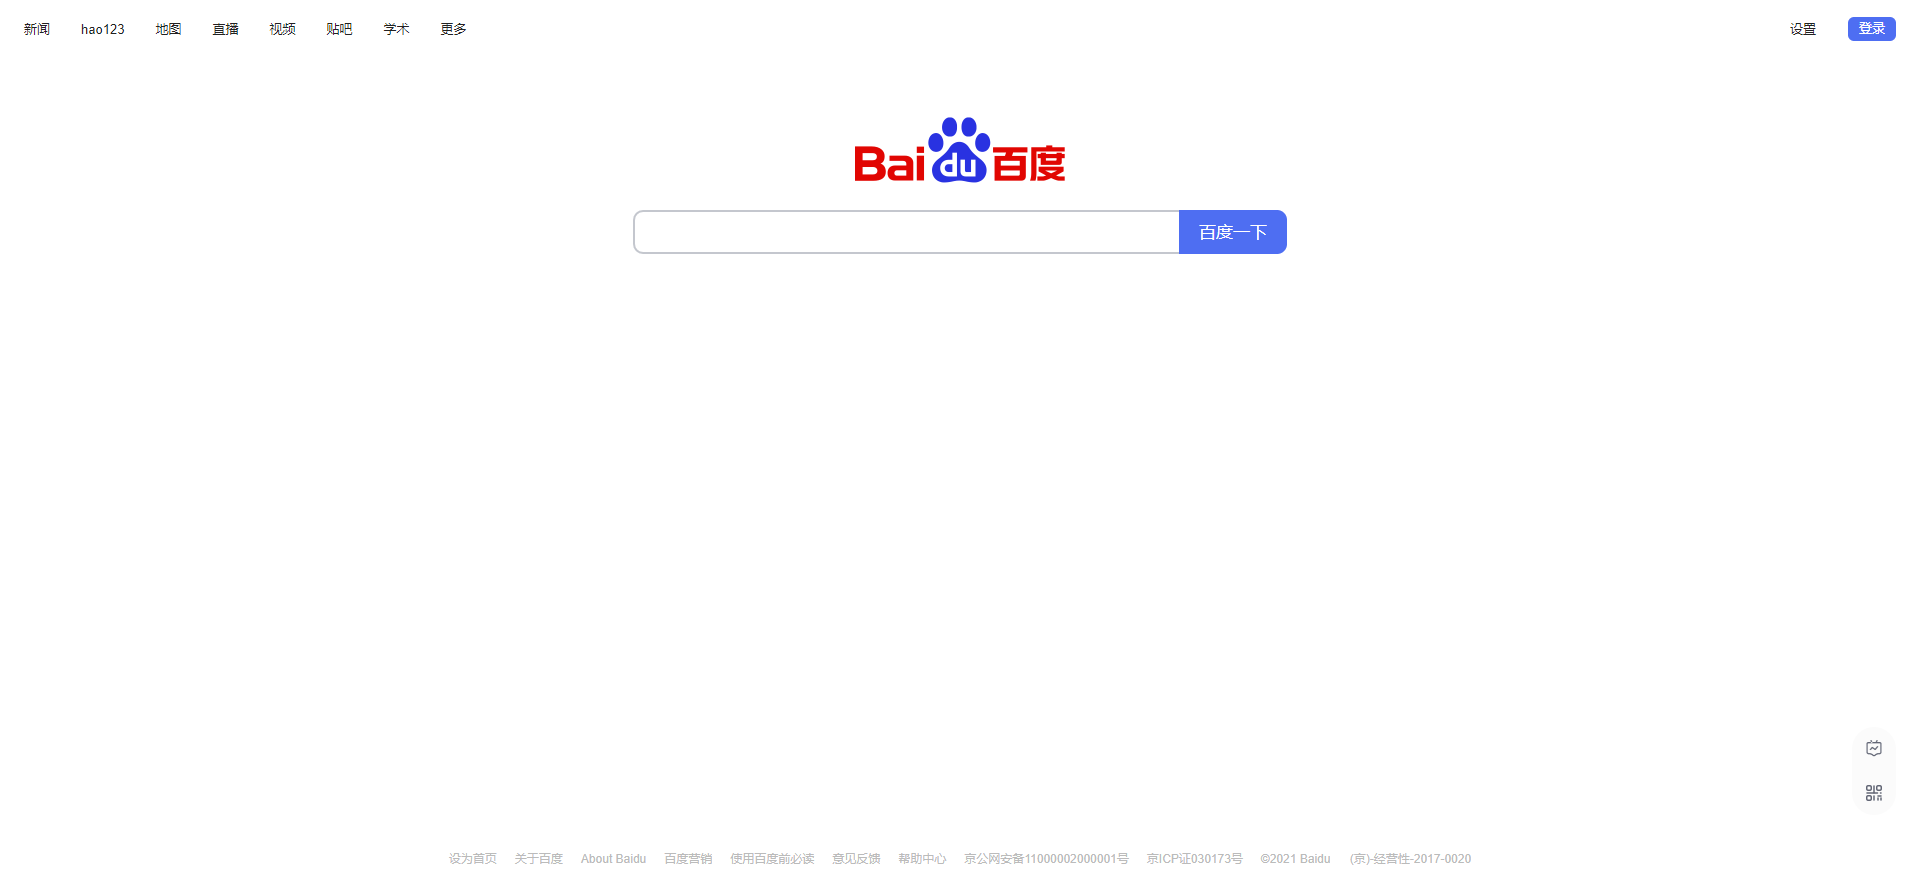 新闻 hao123 地图 直播 视频 贴吧 学术 更多 设置 登录
Bai du 百度
百度一下
设为首页 关于百度 About Baidu 百度营销 使用百度前必读 意见反馈 帮助中心 京公网安备11000002000001号 京ICP证030173号 ©2021 Baidu (京)-经营性-2017-0020